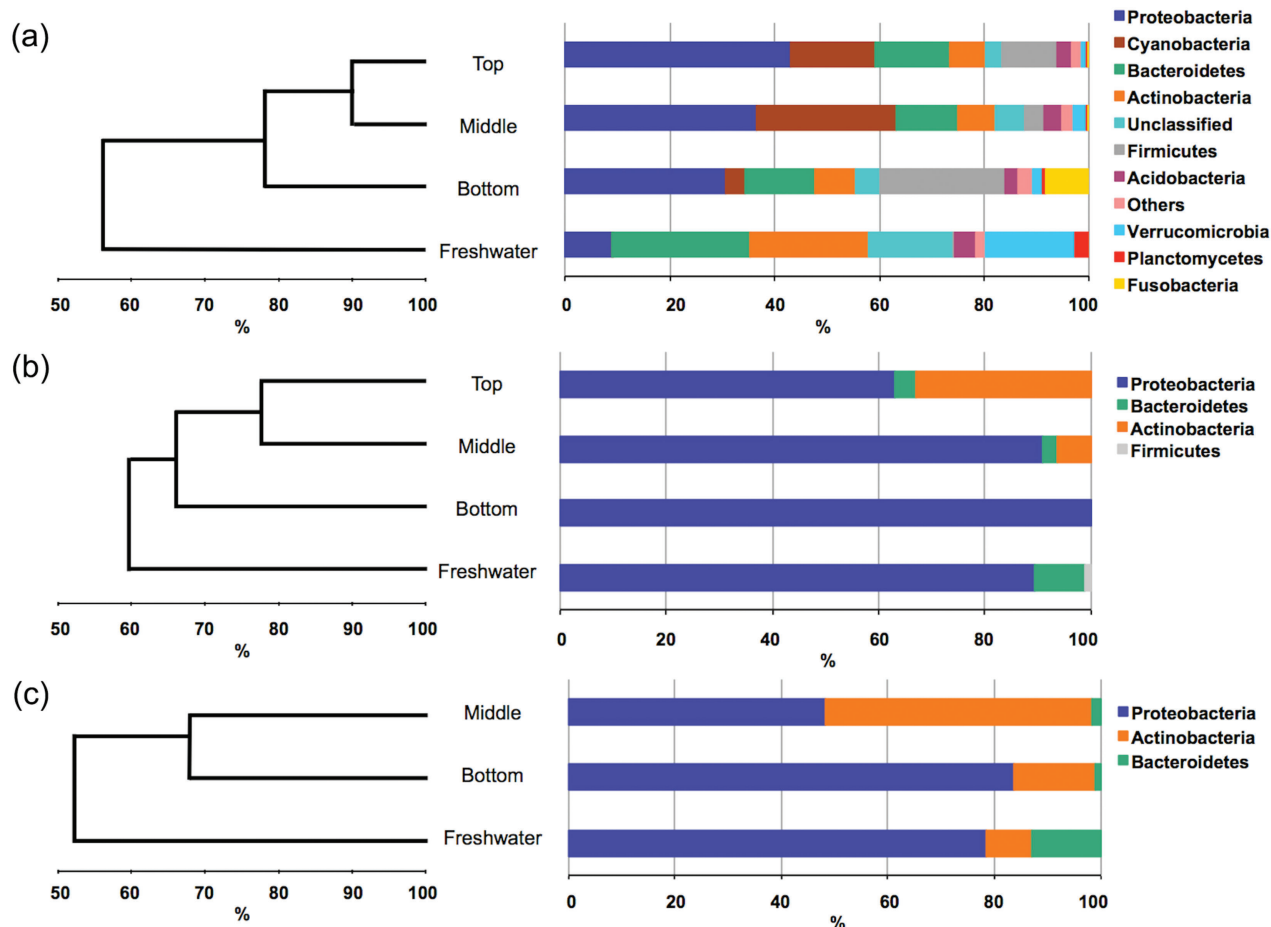 (a)
Top
Middle
Bottom
Freshwater
50 60 70 80 90 100
%
0 20 40 60 80 100
%
Proteobacteria
Cyanobacteria
Bacteroidetes
Actinobacteria
Unclassified
Firmicutes
Acidobacteria
Others
Verrucomicrobia
Planctomycetes
Fusobacteria
(b)
Top
Middle
Bottom
Freshwater
50 60 70 80 90 100
%
0 20 40 60 80 100
%
Proteobacteria
Bacteroidetes
Actinobacteria
Firmicutes
(c)
Middle
Bottom
Freshwater
50 60 70 80 90 100
%
0 20 40 60 80 100
%
Proteobacteria
Actinobacteria
Bacteroidetes